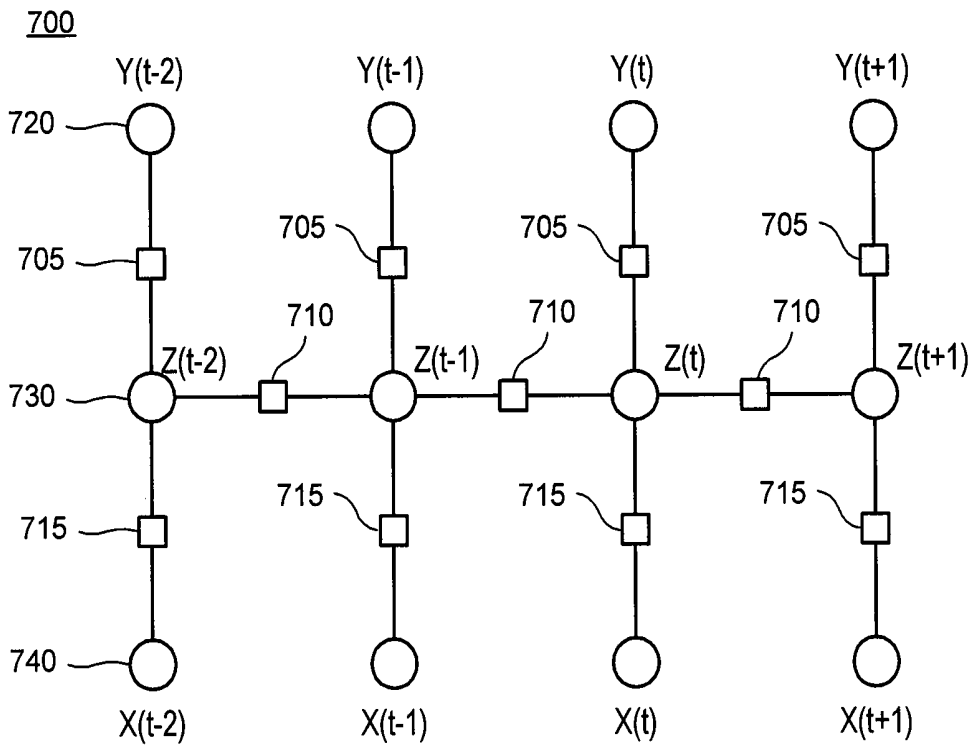 700
Y(t-2) Y(t-1) Y(t) Y(t+1)
720
705 705 705
705
710 710 710
Z(t-2) Z(t-1) Z(t) Z(t+1)
730
715 715 715
715
740
X(t-2) X(t-1) X(t) X(t+1)